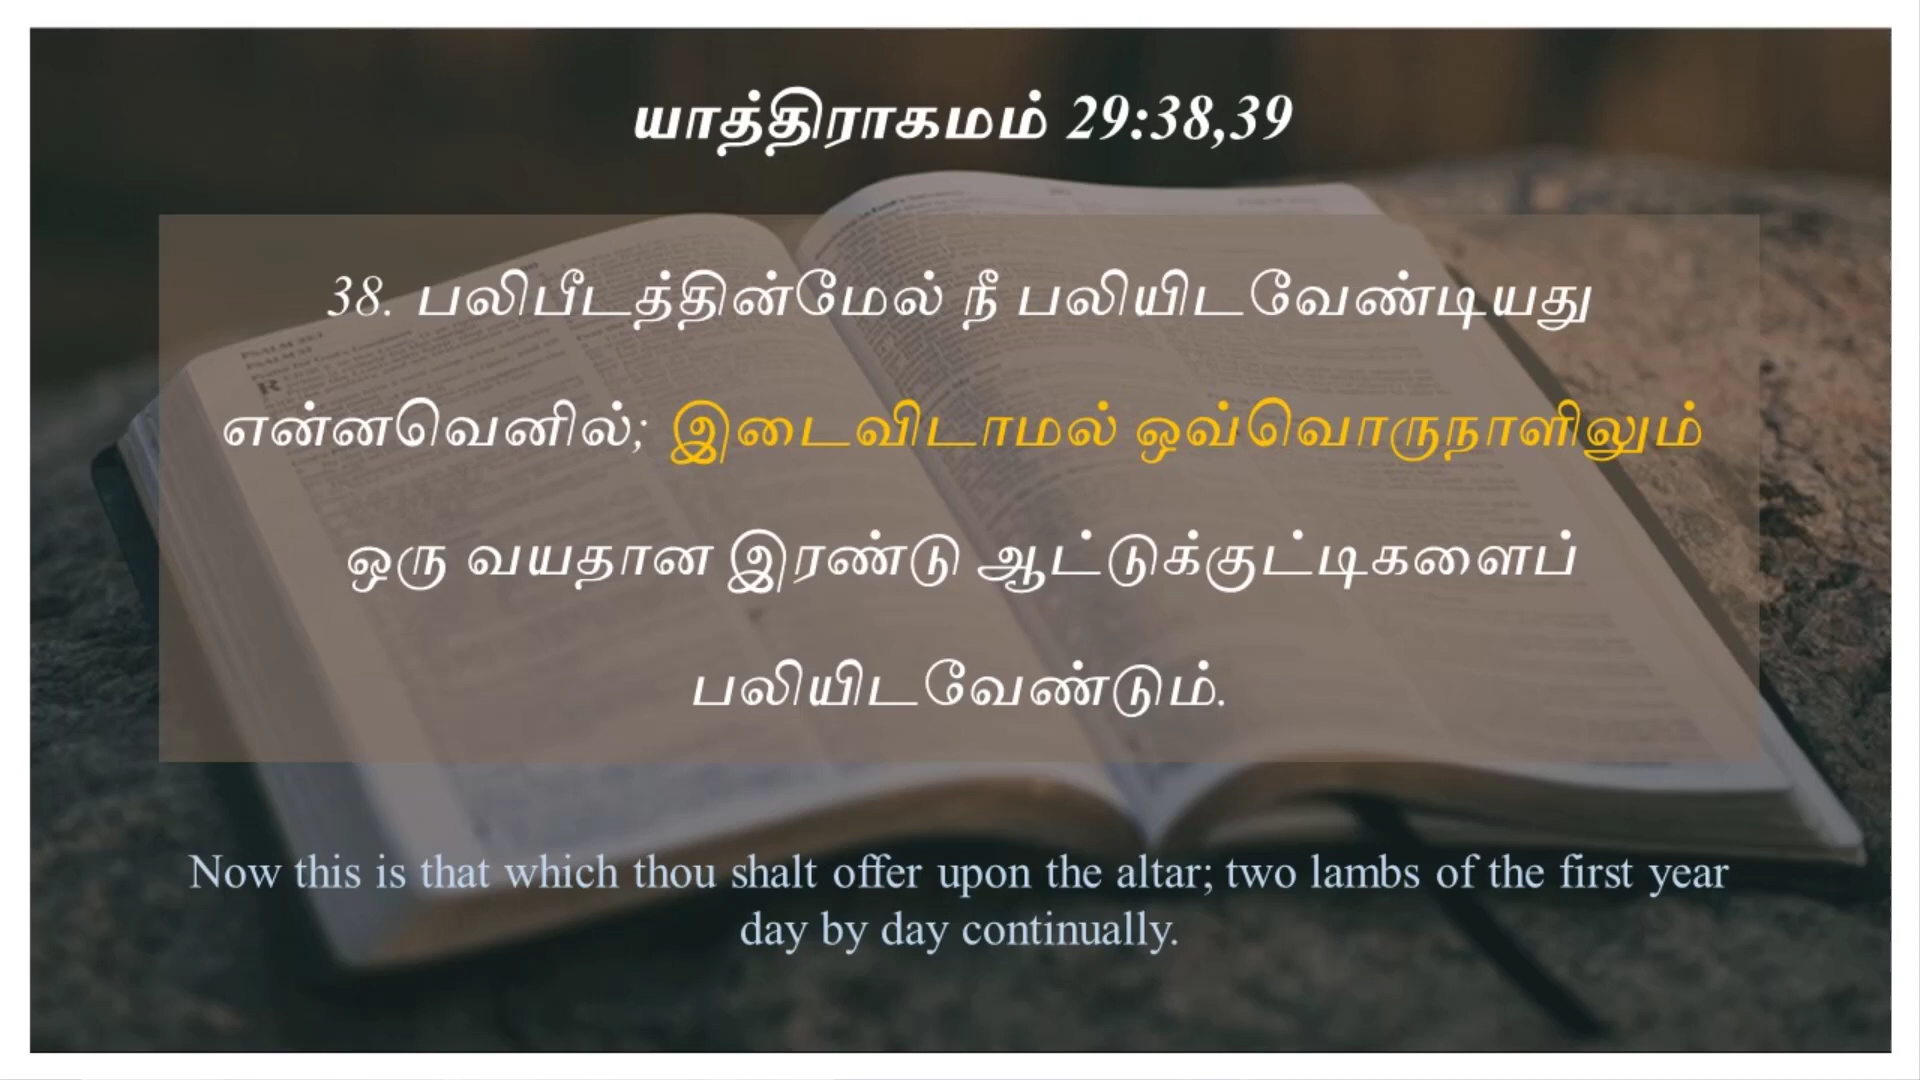 யாத்திராகமம் 29:38,39
38. பலிபீடத்தின்மேல் நீ பலியிடவேண்டியது
என்னவெனில்; இடைவிடாமல் ஒவ்வொருநாளிலும்
ஒரு வயதான இரண்டு ஆட்டுக்குட்டிகளைப்
பலியிடவேண்டும்.
Now this is that which thou shalt offer upon the altar; two lambs of the first year
day by day continually.